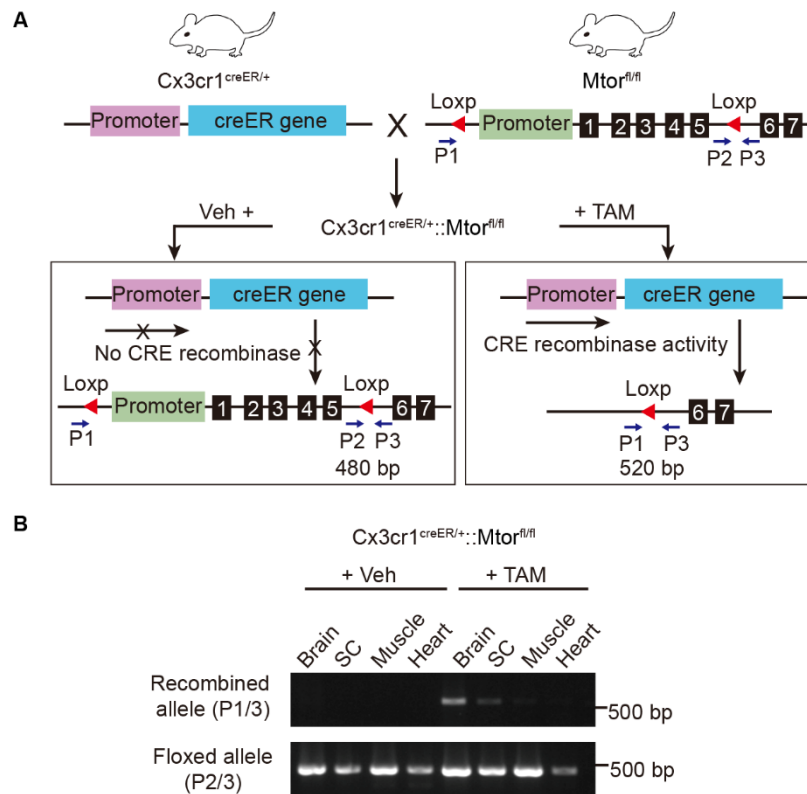 A
Cx3cr1creER/+
Mtorfl/fl
Promoter creER gene X Loxp Promoter 1 2 3 4 5 Loxp 6 7
P1 P2 P3
Veh + Cx3cr1creER/+::Mtorfl/fl + TAM
Promoter creER gene
X
No CRE recombinase X
Loxp Promoter 1 2 3 4 5 Loxp 6 7
P1 P2 P3
480 bp
Promoter creER gene
CRE recombinase activity
Loxp
6 7
P1 P3
520 bp
B
Cx3cr1creER/+::Mtorfl/fl
+ Veh + TAM
Brain SC Muscle Heart Brain SC Muscle Heart
Recombined
allele (P1/3)
500 bp
Floxed allele
(P2/3)
500 bp